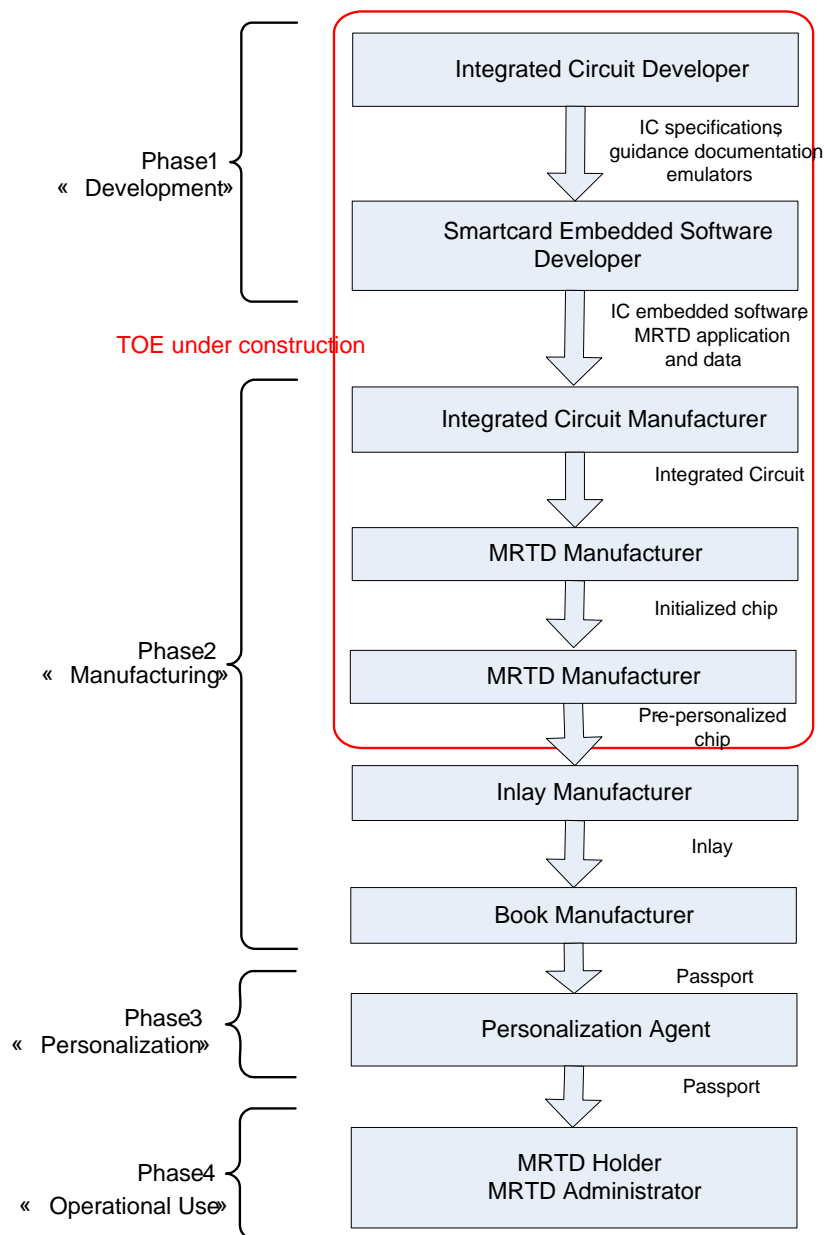 Integrated Circuit Developer
IC specifications,
guidance documentation,
emulators
Phase1
« Development»
Smartcard Embedded Software
Developer
IC embedded software,
MRTD application
and data
TOE under construction
Integrated Circuit Manufacturer
Integrated Circuit
MRTD Manufacturer
Initialized chip
Phase2
« Manufacturing»
MRTD Manufacturer
Pre-personalized
chip
Inlay Manufacturer
Inlay
Book Manufacturer
Passport
Phase3
« Personalization»
Personalization Agent
Passport
Phase4
« Operational Use»
MRTD Holder
MRTD Administrator